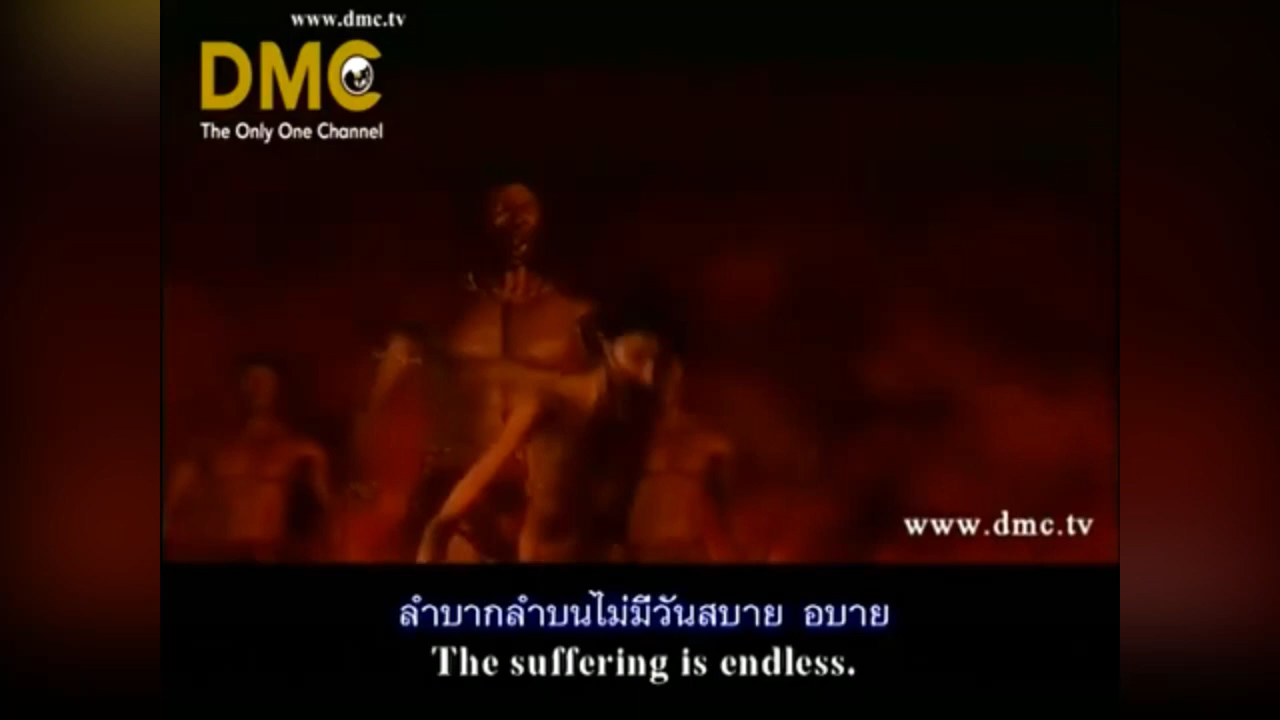 www.dmc.tv
DMC
The Only One Channel
www.dmc.tv
ลำบากลำบนไม่มีวันสบาย อบาย
The suffering is endless.